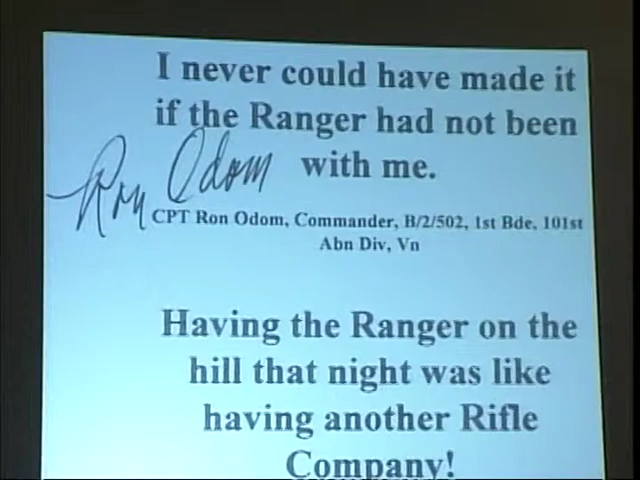 I never could have made it
if the Ranger had not been
with me.
Ron Odom
CPT Ron Odom, Commander, B/2/502, 1st Bde, 101st
Abn Div, Vn
Having the Ranger on the
hill that night was like
having another Rifle
Company!